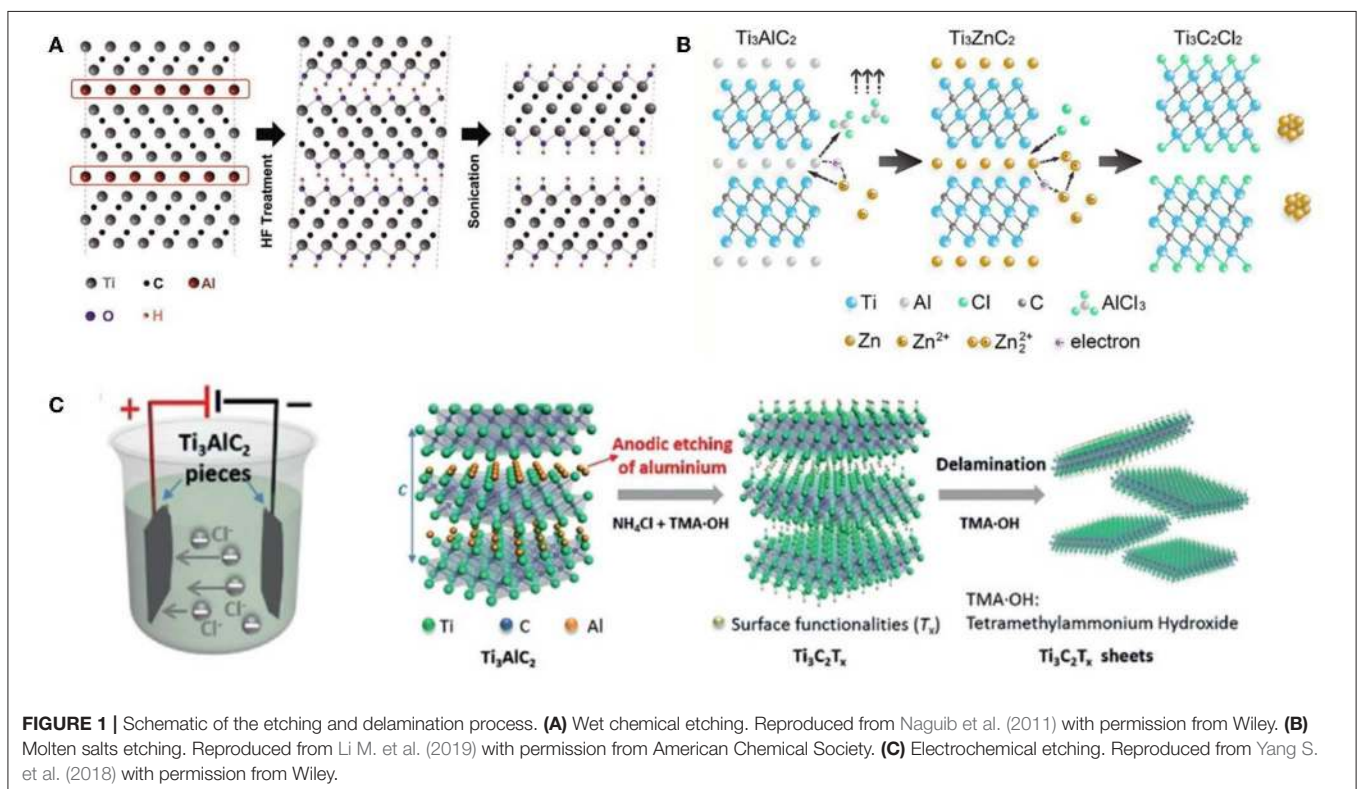 A
HF Treatment
Sonication
Ti C Al
O H
B
Ti₃AlC₂ Ti₃ZnC₂ Ti₃C₂Cl₂
Ti Al Cl C AlCl₃
Zn Zn²⁺ Zn₂²⁺ electron
C
+ −
Ti₃AlC₂
pieces
Cl⁻
Cl⁻
Cl⁻
c
Anodic etching
of aluminium
NH₄Cl + TMA·OH
Delamination
TMA·OH
Ti C Al
Ti₃AlC₂
Surface functionalities (Tₓ)
Ti₃C₂Tₓ
TMA·OH:
Tetramethylammonium Hydroxide
Ti₃C₂Tₓ sheets
FIGURE 1 | Schematic of the etching and delamination process. (A) Wet chemical etching. Reproduced from Naguib et al. (2011) with permission from Wiley. (B)
Molten salts etching. Reproduced from Li M. et al. (2019) with permission from American Chemical Society. (C) Electrochemical etching. Reproduced from Yang S.
et al. (2018) with permission from Wiley.